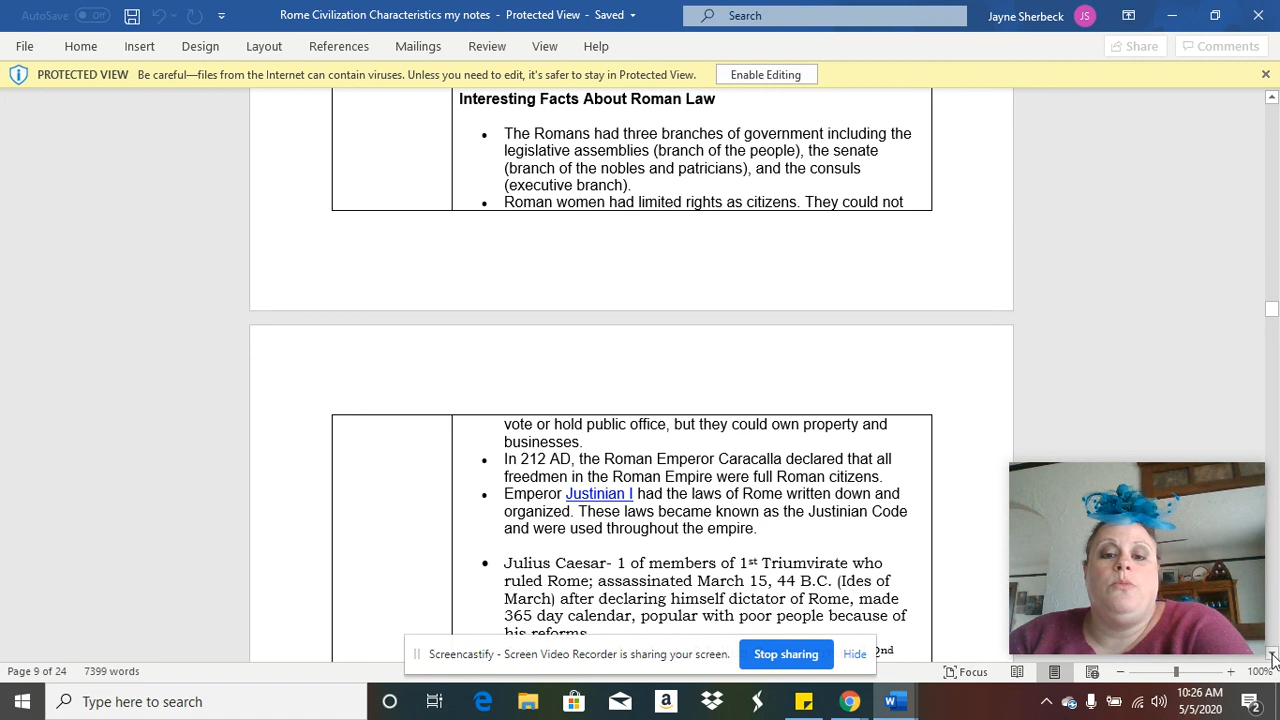 AutoSave Off
Rome Civilization Characteristics my notes - Protected View - Saved
Search
Jayne Sherbeck JS
File Home Insert Design Layout References Mailings Review View Help Share Comments
PROTECTED VIEW Be careful—files from the Internet can contain viruses. Unless you need to edit, it's safer to stay in Protected View. Enable Editing
Interesting Facts About Roman Law
• The Romans had three branches of government including the
legislative assemblies (branch of the people), the senate
(branch of the nobles and patricians), and the consuls
(executive branch).
• Roman women had limited rights as citizens. They could not
vote or hold public office, but they could own property and
businesses.
• In 212 AD, the Roman Emperor Caracalla declared that all
freedmen in the Roman Empire were full Roman citizens.
• Emperor Justinian I had the laws of Rome written down and
organized. These laws became known as the Justinian Code
and were used throughout the empire.
• Julius Caesar- 1 of members of 1st Triumvirate who
ruled Rome; assassinated March 15, 44 B.C. (Ides of
March) after declaring himself dictator of Rome, made
365 day calendar, popular with poor people because of
his reforms
2nd
Screencastify - Screen Video Recorder is sharing your screen. Stop sharing Hide
Page 9 of 24 7399 words Focus 100%
Type here to search
10:26 AM
5/5/2020
2